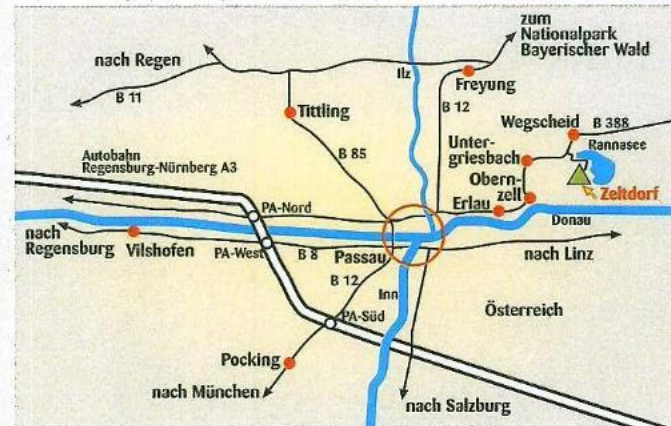 zum
Nationalpark
Bayerischer Wald
nach Regen
Ilz
Freyung
B 11
B 12
Tittling
Wegscheid
B 388
Rannasee
Unter-
griesbach
B 85
Autobahn
Regensburg-Nürnberg A3
Obern-
zell
Zeltdorf
PA-Nord
Erlau
Donau
nach
Regensburg
Vilshofen
PA-West
B 8
Passau
nach Linz
B 12
Inn
Österreich
PA-Süd
Pocking
nach München
nach Salzburg